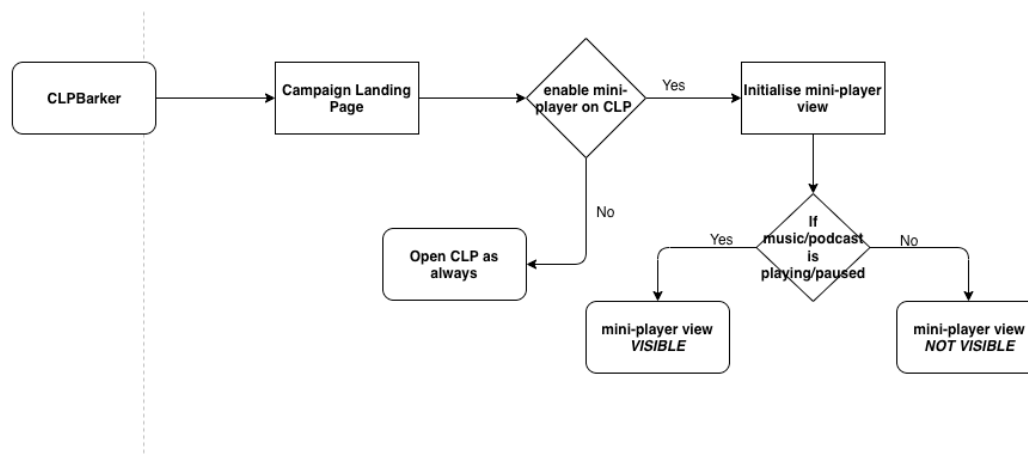 CLPBarker
Campaign Landing
Page
enable mini-
player on CLP
Yes
Initialise mini-player
view
No
Open CLP as
always
If
music/podcast
is
playing/paused
Yes
No
mini-player view
VISIBLE
mini-player view
NOT VISIBLE